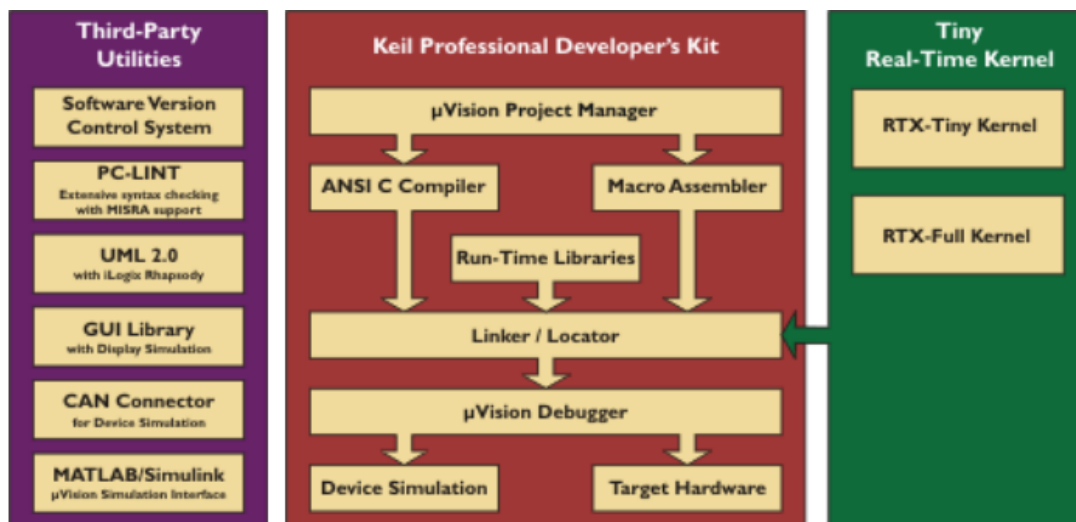 Third-Party
Utilities
Software Version
Control System
PC-LINT
Extensive syntax checking
with MISRA support
UML 2.0
with iLogix Rhapsody
GUI Library
with Display Simulation
CAN Connector
for Device Simulation
MATLAB/Simulink
µVision Simulation Interface
Keil Professional Developer's Kit
µVision Project Manager
ANSI C Compiler
Macro Assembler
Run-Time Libraries
Linker / Locator
µVision Debugger
Device Simulation
Target Hardware
Tiny
Real-Time Kernel
RTX-Tiny Kernel
RTX-Full Kernel